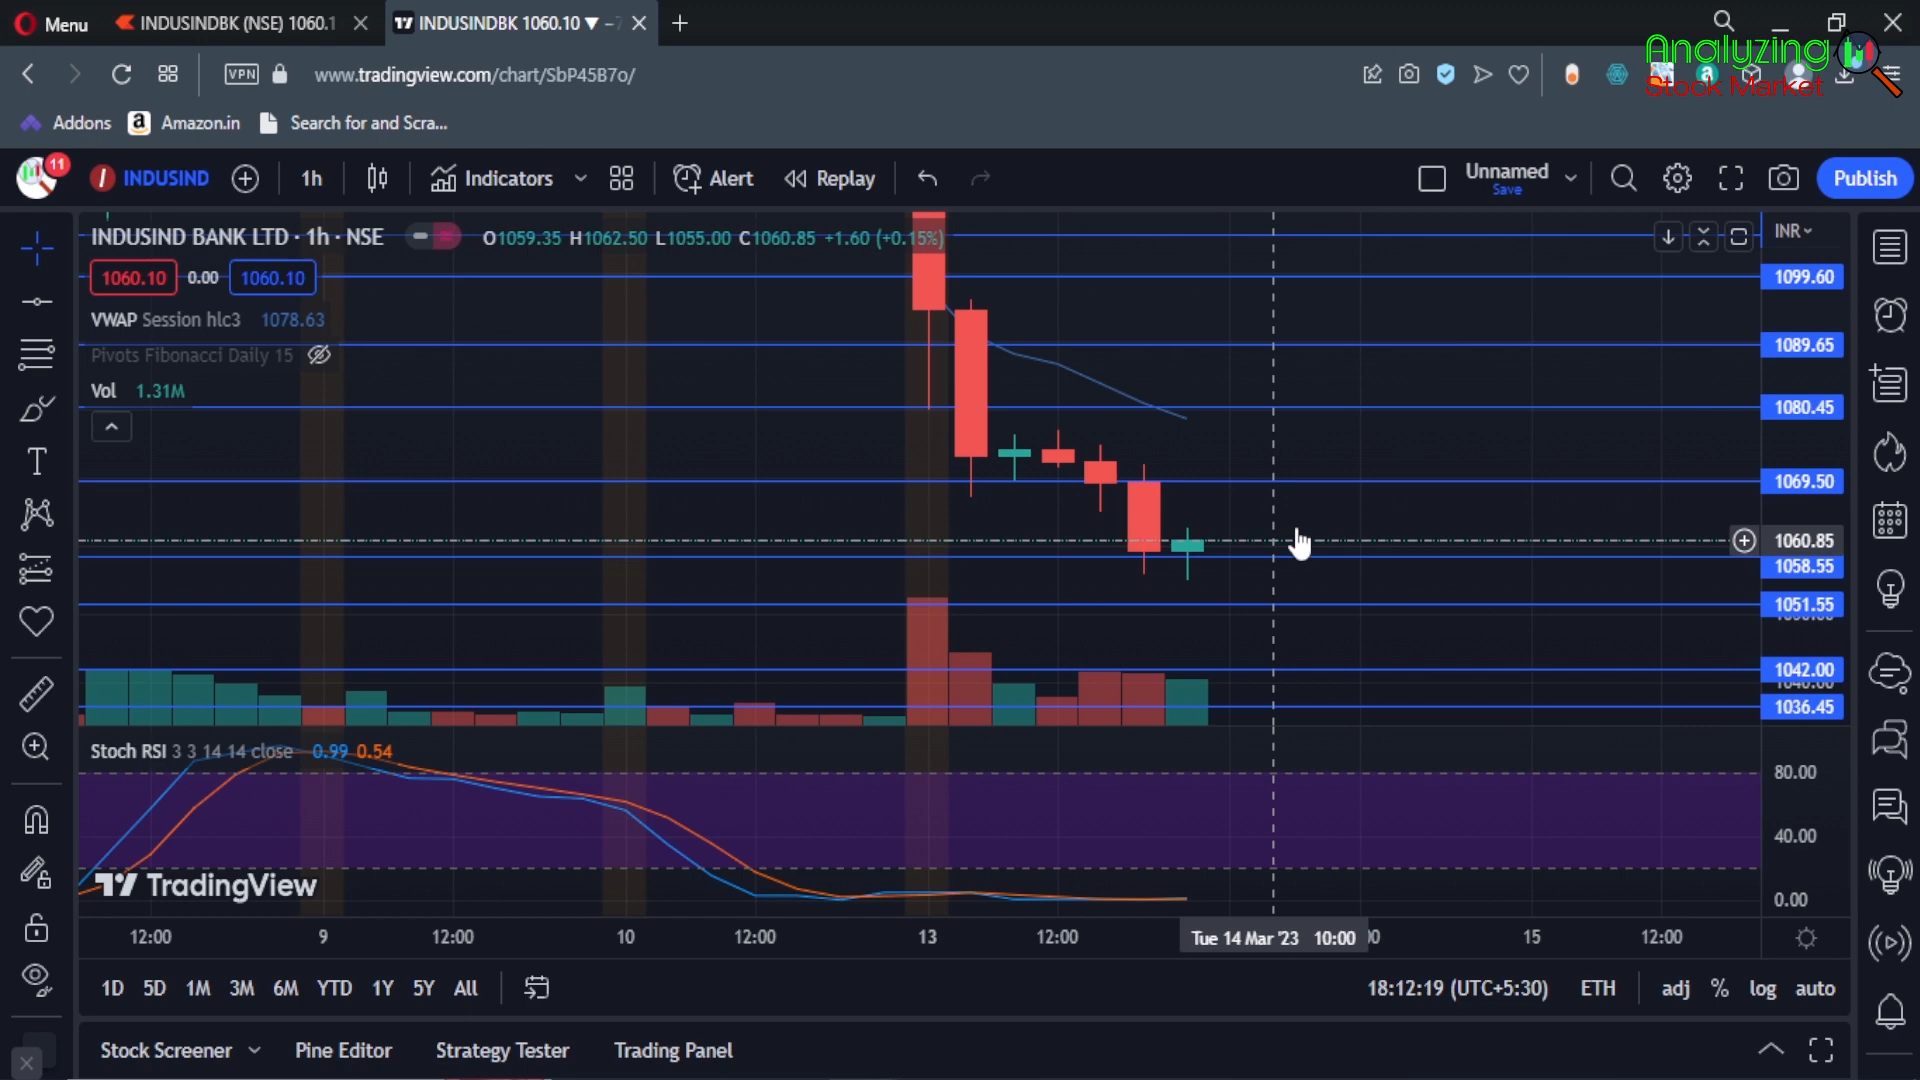 Menu
INDUSINDBK (NSE) 1060.1
INDUSINDBK 1060.10 ▼ −7
Analyzing
Stock Market
VPN
www.tradingview.com/chart/SbP45B7o/
Addons
Amazon.in
Search for and Scra...
11
INDUSIND
1h
Indicators
Alert
Replay
Unnamed
Save
Publish
INDUSIND BANK LTD · 1h · NSE
O1059.35 H1062.50 L1055.00 C1060.85 +1.60 (+0.15%)
INR
1060.10 0.00 1060.10
1099.60
VWAP Session hlc3 1078.63
Pivots Fibonacci Daily 15
1089.65
Vol 1.31M
1080.45
1069.50
1060.85
1058.55
1051.55
1042.00
1036.45
Stoch RSI 3 3 14 14 close 0.99 0.54
80.00
40.00
TradingView
0.00
12:00 9 12:00 10 12:00 13 12:00 Tue 14 Mar '23 10:00 15 12:00
1D 5D 1M 3M 6M YTD 1Y 5Y All
18:12:19 (UTC+5:30) ETH adj % log auto
Stock Screener Pine Editor Strategy Tester Trading Panel